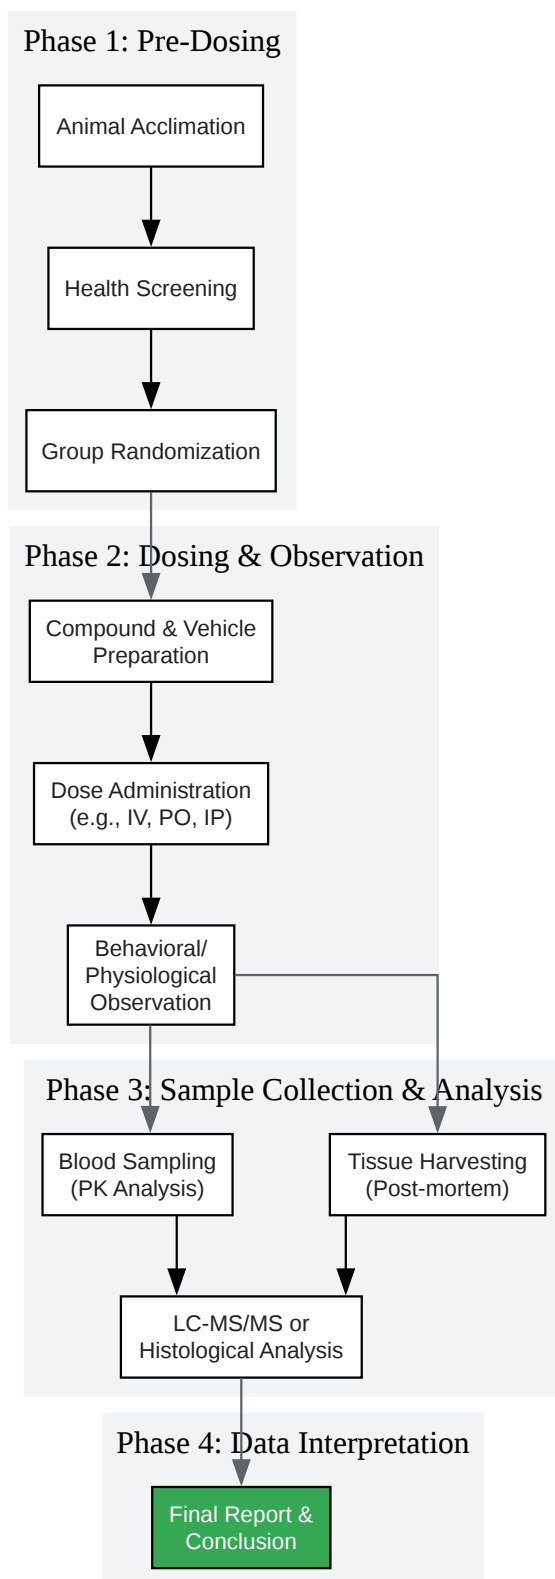 Phase 1: Pre-Dosing
Animal Acclimation
Health Screening
Group Randomization
Phase 2: Dosing & Observation
Compound & Vehicle
Preparation
Dose Administration
(e.g., IV, PO, IP)
Behavioral/
Physiological
Observation
Phase 3: Sample Collection & Analysis
Blood Sampling
(PK Analysis)
Tissue Harvesting
(Post-mortem)
LC-MS/MS or
Histological Analysis
Phase 4: Data Interpretation
Final Report &
Conclusion